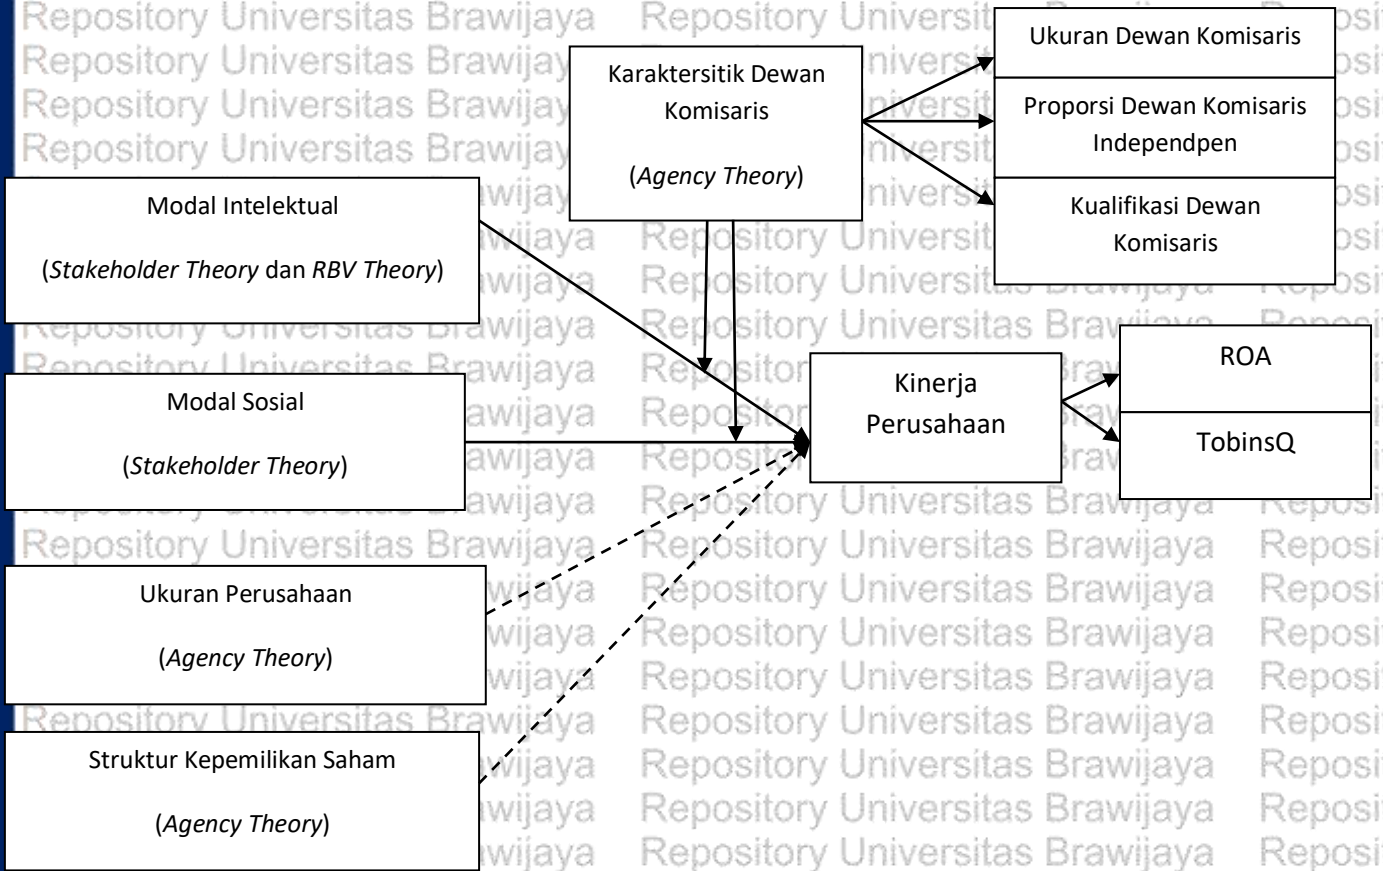 Karaktersitik Dewan
Komisaris
(Agency Theory)
Ukuran Dewan Komisaris
Proporsi Dewan Komisaris
Independpen
Kualifikasi Dewan
Komisaris
Modal Intelektual
(Stakeholder Theory dan RBV Theory)
Modal Sosial
(Stakeholder Theory)
Kinerja
Perusahaan
ROA
TobinsQ
Ukuran Perusahaan
(Agency Theory)
Struktur Kepemilikan Saham
(Agency Theory)
Repository Universitas Brawijaya